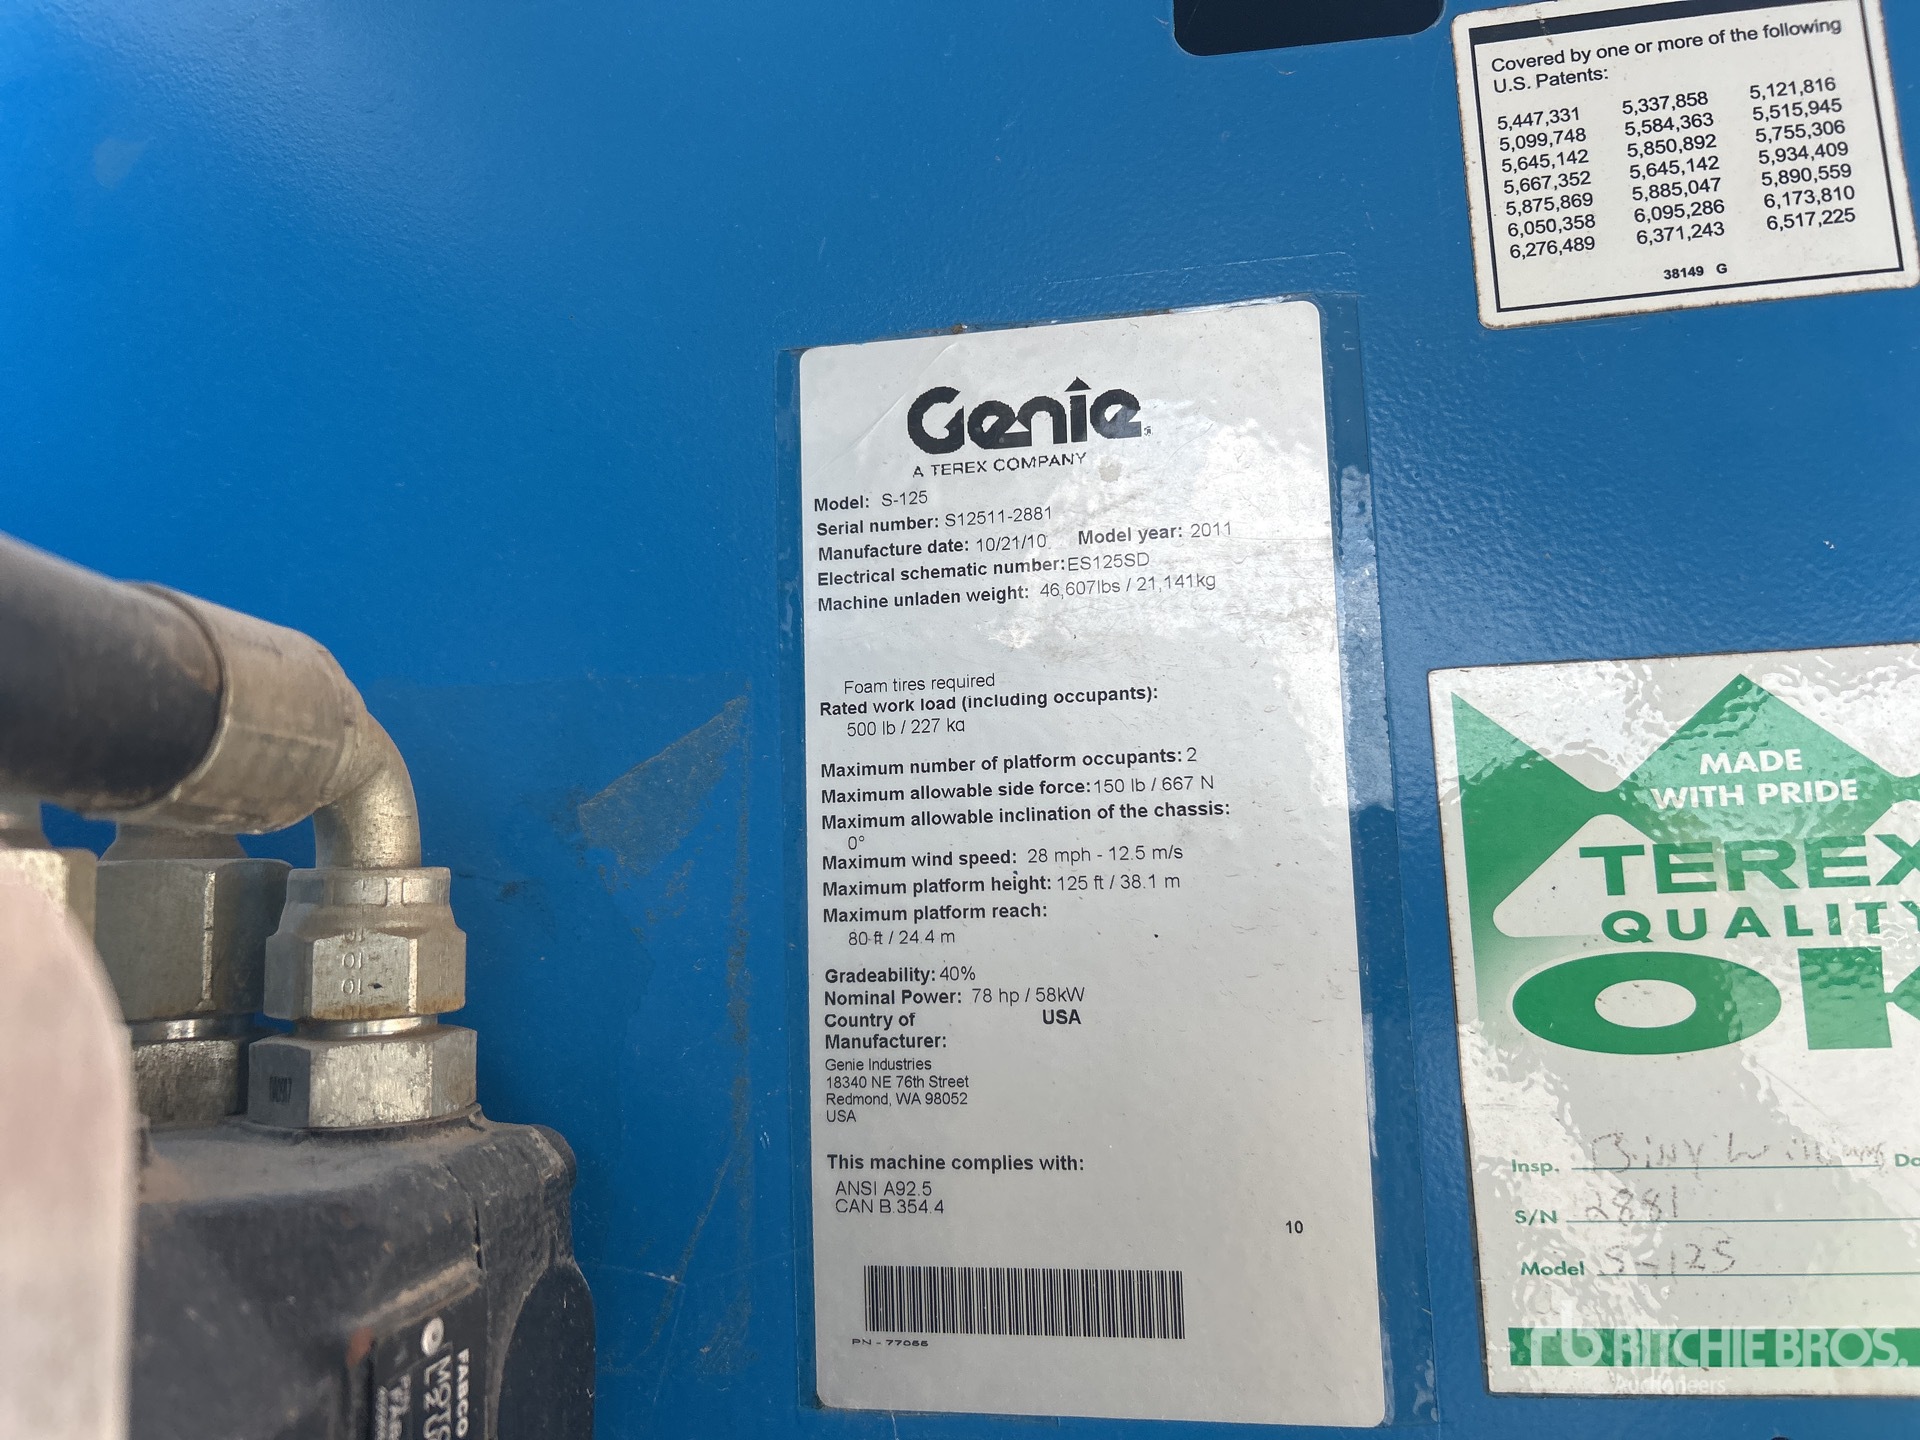 Covered by one or more of the following
U.S. Patents:
5,447,331 5,337,858 5,121,816
5,099,748 5,584,363 5,515,945
5,645,142 5,850,892 5,755,306
5,667,352 5,645,142 5,934,409
5,875,869 5,885,047 5,890,559
6,050,358 6,095,286 6,173,810
6,276,489 6,371,243 6,517,225
38149 G
Genie
A TEREX COMPANY
Model: S-125
Serial number: S12511-2881
Manufacture date: 10/21/10 Model year: 2011
Electrical schematic number: ES125SD
Machine unladen weight: 46,607lbs / 21,141kg
Foam tires required
Rated work load (including occupants):
500 lb / 227 kg
Maximum number of platform occupants: 2
Maximum allowable side force: 150 lb / 667 N
Maximum allowable inclination of the chassis:
0°
Maximum wind speed: 28 mph - 12.5 m/s
Maximum platform height: 125 ft / 38.1 m
Maximum platform reach:
80 ft / 24.4 m
Gradeability: 40%
Nominal Power: 78 hp / 58kW
Country of USA
Manufacturer:
Genie Industries
18340 NE 76th Street
Redmond, WA 98052
USA
This machine complies with:
ANSI A92.5
CAN B.354.4
10
PN - 77055
MADE
WITH PRIDE
TEREX
QUALITY
OK
Insp.
S/N 2881
Model S-125
rb RITCHIE BROS.
Auctioneers
10
10
FABCO